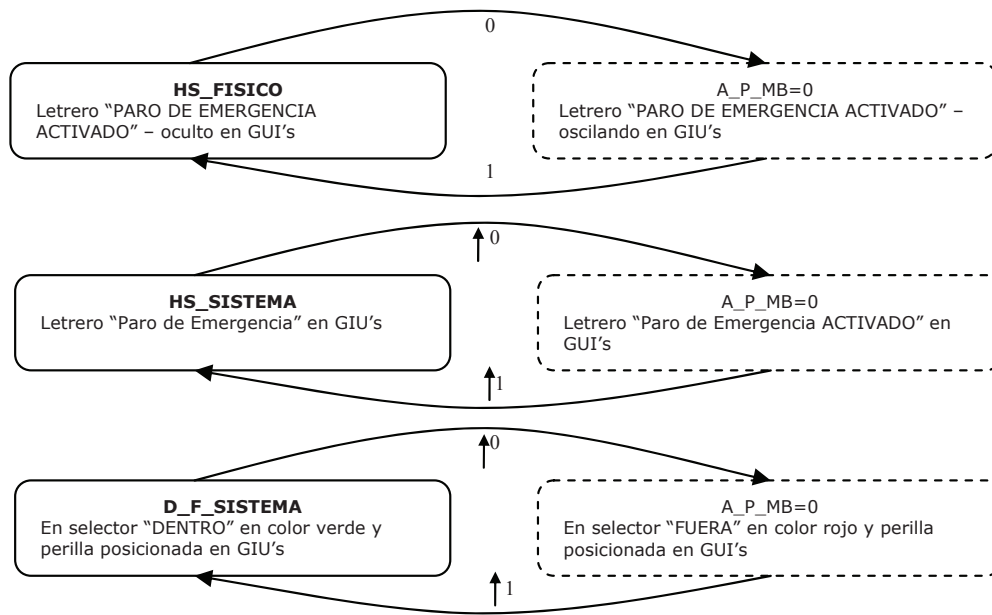 0
HS_FISICO
Letrero “PARO DE EMERGENCIA
ACTIVADO” – oculto en GUI's
A_P_MB=0
Letrero “PARO DE EMERGENCIA ACTIVADO” –
oscilando en GIU's
1
0
HS_SISTEMA
Letrero “Paro de Emergencia” en GIU's
A_P_MB=0
Letrero “Paro de Emergencia ACTIVADO” en
GUI's
1
0
D_F_SISTEMA
En selector “DENTRO” en color verde y
perilla posicionada en GIU's
A_P_MB=0
En selector “FUERA” en color rojo y perilla
posicionada en GUI's
1